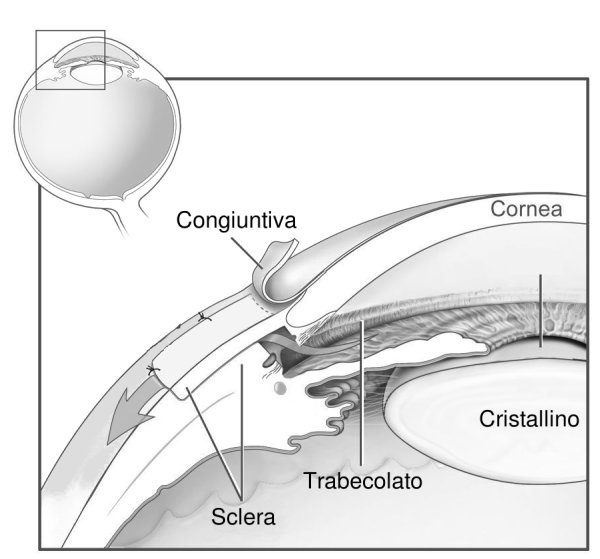 Congiuntiva
Cornea
Cristallino
Trabecolato
Sclera